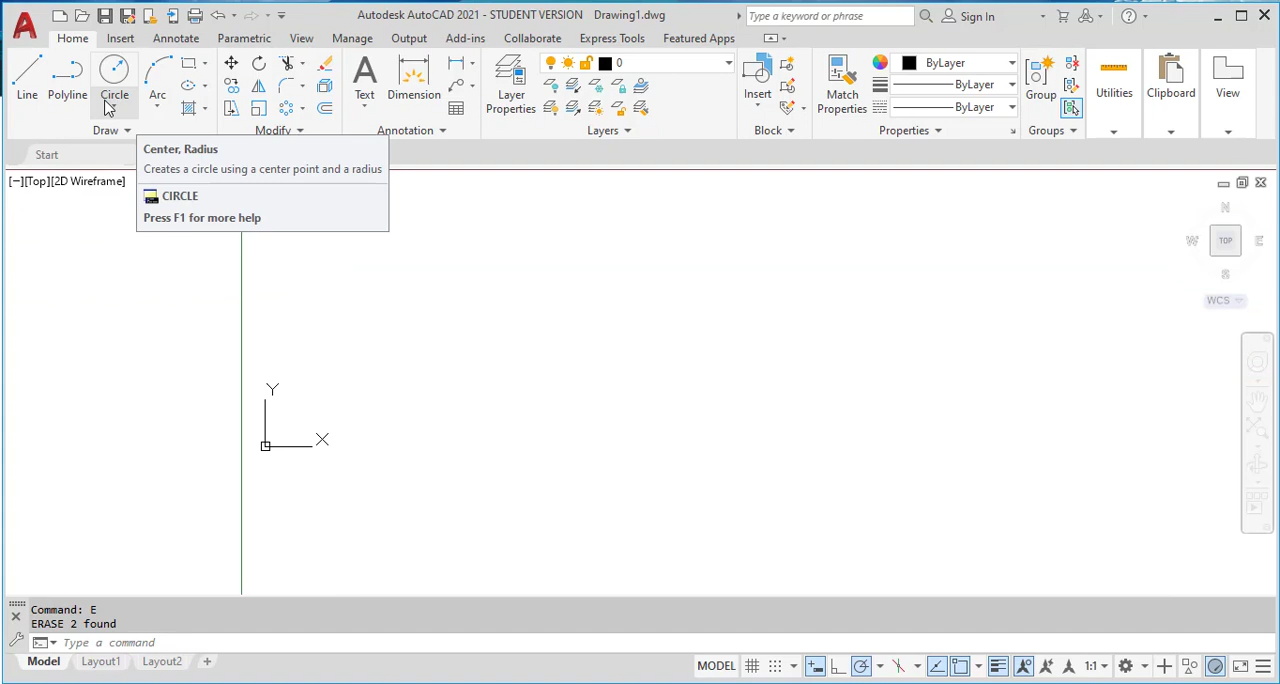 Autodesk AutoCAD 2021 - STUDENT VERSION Drawing1.dwg
Type a keyword or phrase
Sign In
Home Insert Annotate Parametric View Manage Output Add-ins Collaborate Express Tools Featured Apps
Line Polyline Circle Arc
Text Dimension
Layer Properties
0
Insert
Match Properties
ByLayer
ByLayer
ByLayer
Group
Utilities
Clipboard
View
Draw Modify Annotation Layers Block Properties Groups
Start
Center, Radius
Creates a circle using a center point and a radius
CIRCLE
Press F1 for more help
[−][Top][2D Wireframe]
N
W TOP E
S
WCS
Y
X
Command: E
ERASE 2 found
Type a command
Model Layout1 Layout2 +
MODEL 1:1